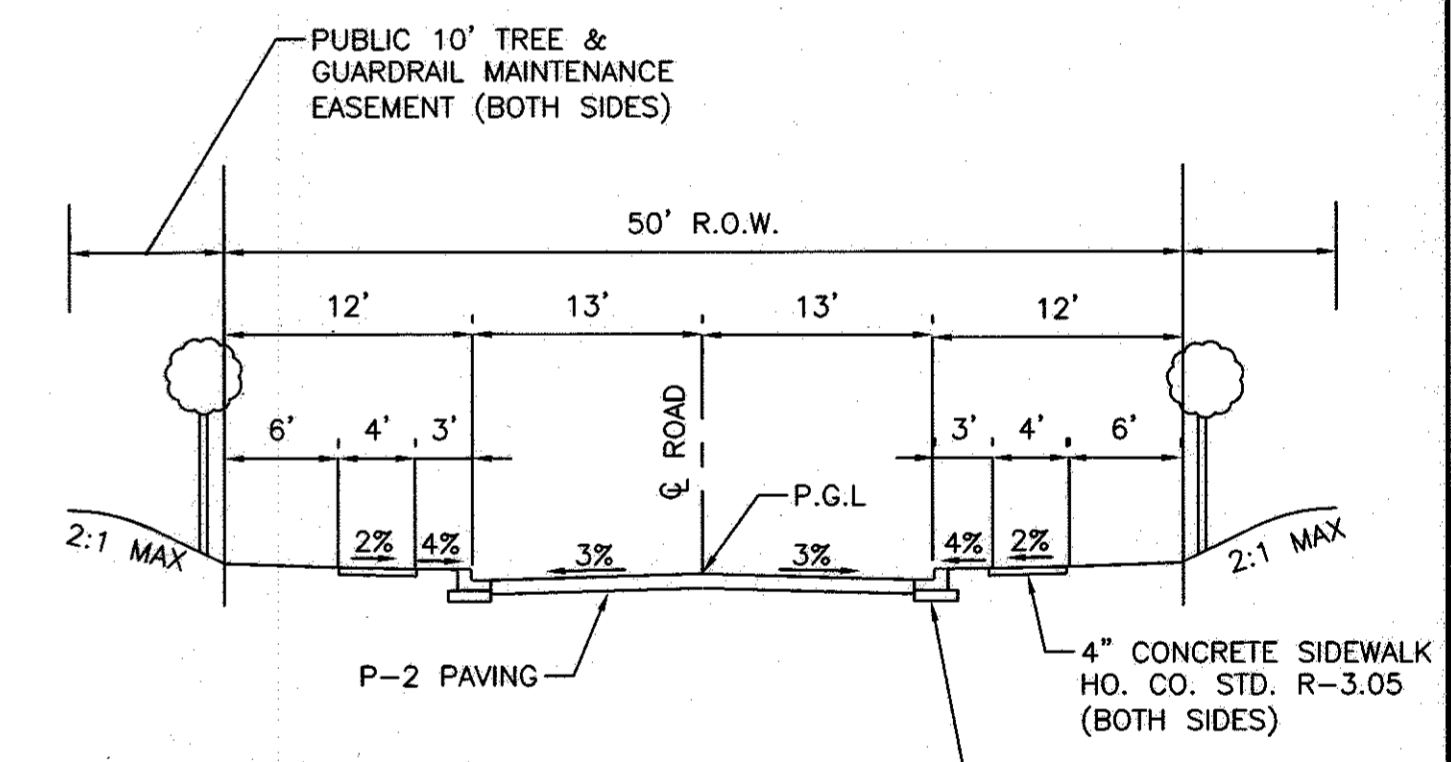 PUBLIC 10' TREE &
GUARDRAIL MAINTENANCE
EASEMENT (BOTH SIDES)
50' R.O.W.
12' 13' 13' 12'
6' 4' 3' ℄ ROAD 3' 4' 6'
P.G.L
2:1 MAX 2% 4% 3% 3% 4% 2% 2:1 MAX
P-2 PAVING
4" CONCRETE SIDEWALK
HO. CO. STD. R-3.05
(BOTH SIDES)